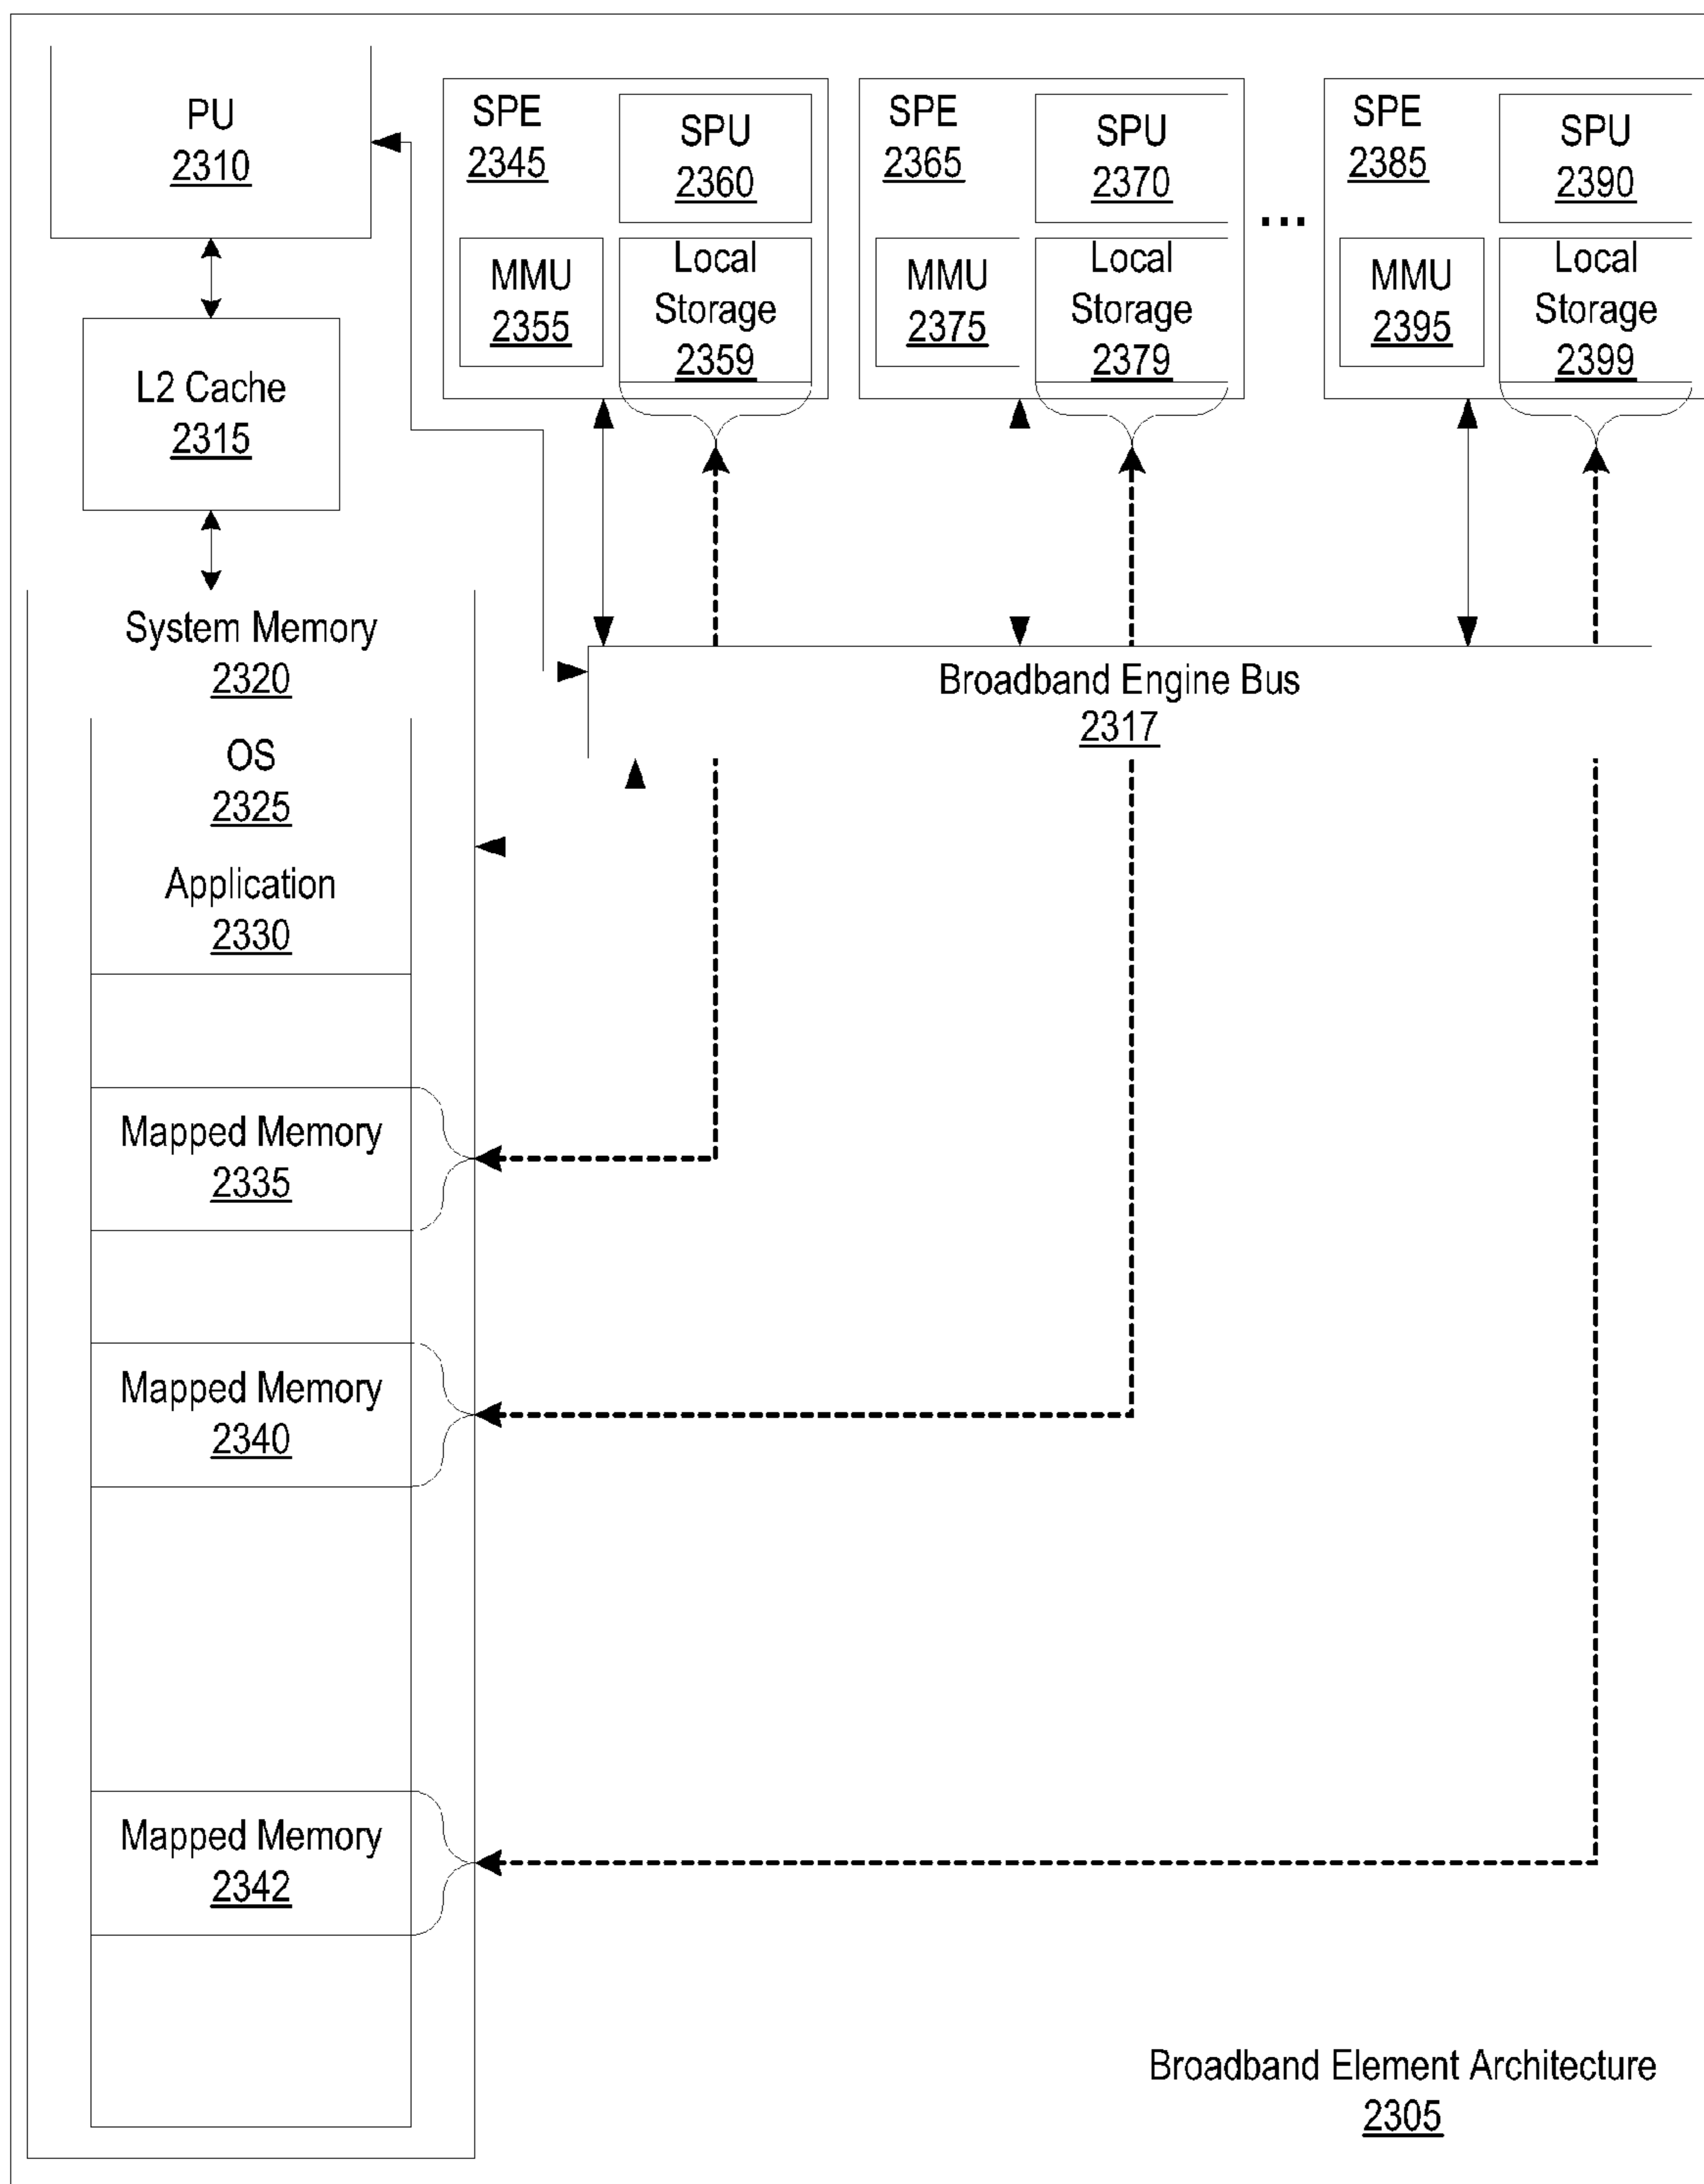 PU
2310
SPE
2345
SPU
2360
MMU
2355
Local
Storage
2359
SPE
2365
SPU
2370
MMU
2375
Local
Storage
2379
...
SPE
2385
SPU
2390
MMU
2395
Local
Storage
2399
L2 Cache
2315
System Memory
2320
Broadband Engine Bus
2317
OS
2325
Application
2330
Mapped Memory
2335
Mapped Memory
2340
Mapped Memory
2342
Broadband Element Architecture
2305